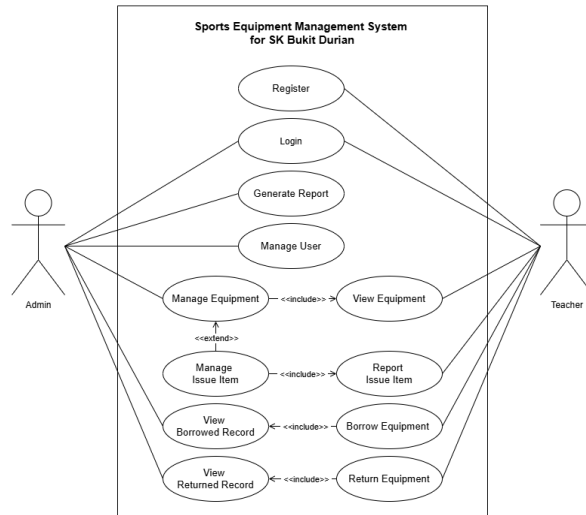 Sports Equipment Management System
for SK Bukit Durian
Register
Login
Generate Report
Manage User
Admin
Teacher
Manage Equipment
<<include>>
View Equipment
<<extend>>
Manage
Issue Item
<<include>>
Report
Issue Item
View
Borrowed Record
<<include>>
Borrow Equipment
View
Returned Record
<<include>>
Return Equipment